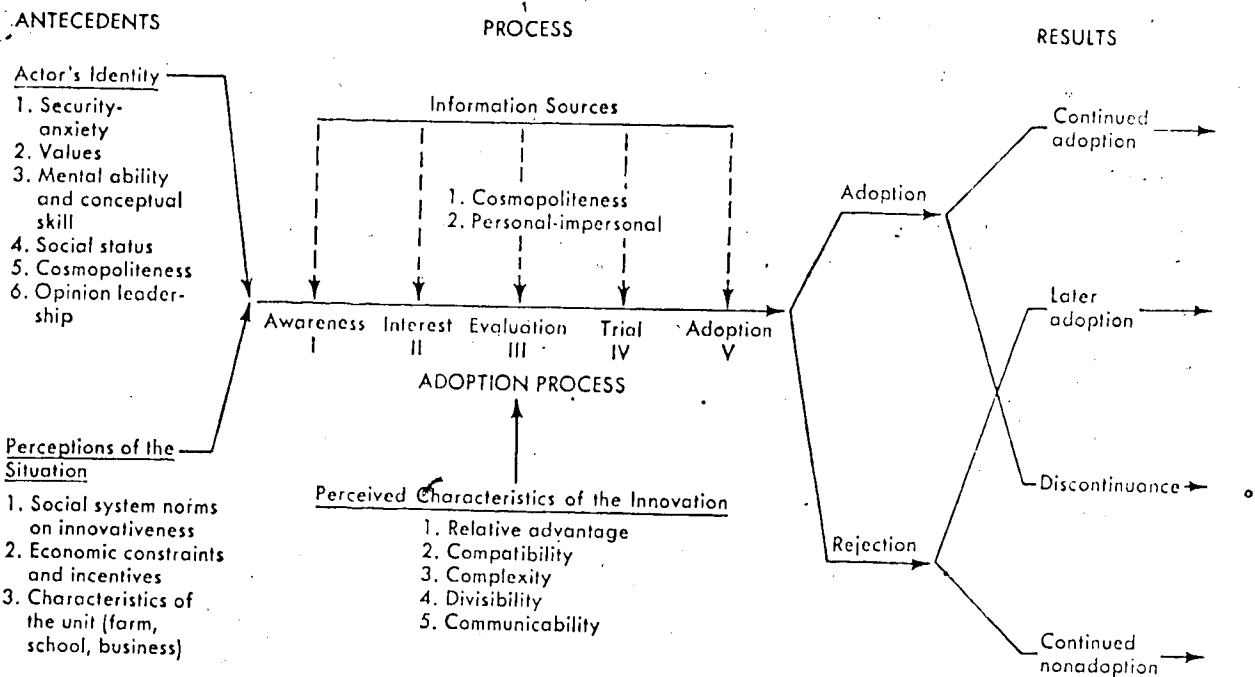 ANTECEDENTS
Actor's Identity
1. Security-
anxiety
2. Values
3. Mental ability
and conceptual
skill
4. Social status
5. Cosmopoliteness
6. Opinion leader-
ship
Perceptions of the
Situation
1. Social system norms
on innovativeness
2. Economic constraints
and incentives
3. Characteristics of
the unit (farm,
school, business)
PROCESS
Information Sources
1. Cosmopoliteness
2. Personal-impersonal
Awareness Interest Evaluation Trial Adoption
I II III IV V
ADOPTION PROCESS
Perceived Characteristics of the Innovation
1. Relative advantage
2. Compatibility
3. Complexity
4. Divisibility
5. Communicability
RESULTS
Adoption
Rejection
Continued
adoption
Later
adoption
Discontinuance
Continued
nonadoption